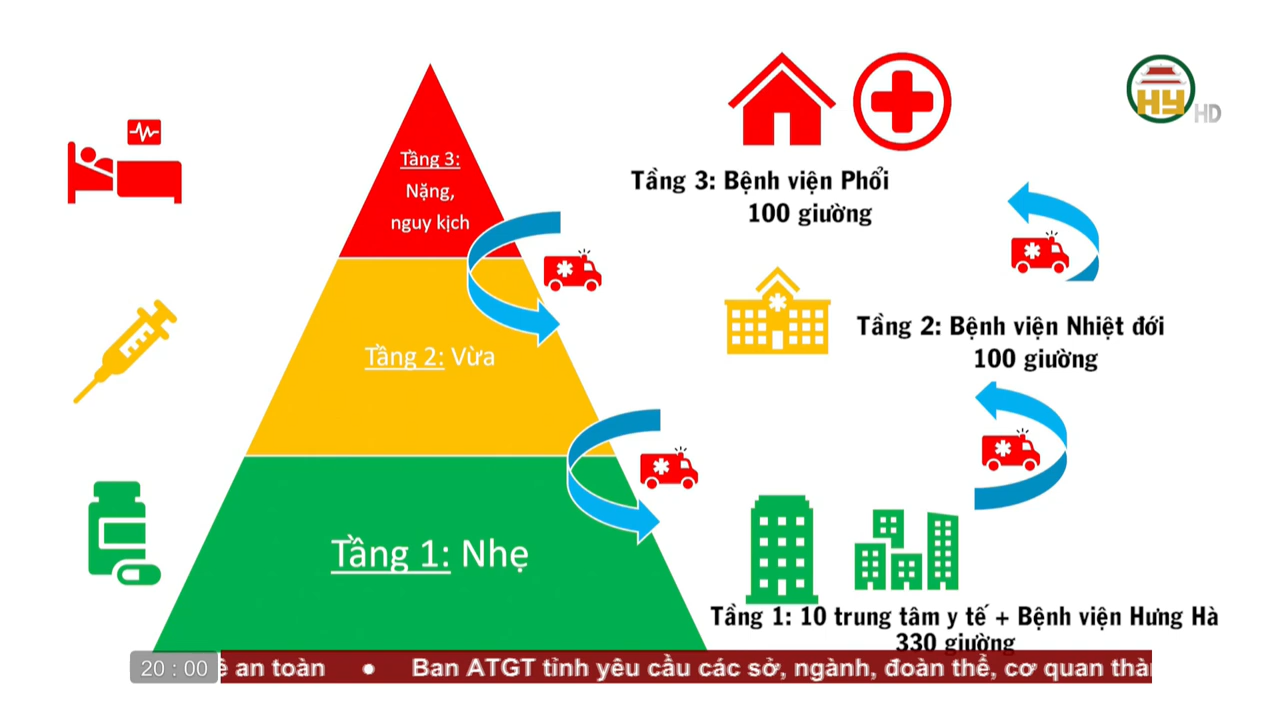 HY HD
Tầng 3:
Nặng,
nguy kịch
Tầng 3: Bệnh viện Phổi
100 giường
Tầng 2: Vừa
Tầng 2: Bệnh viện Nhiệt đới
100 giường
Tầng 1: Nhẹ
Tầng 1: 10 trung tâm y tế + Bệnh viện Hưng Hà
330 giường
20 : 00 an toàn • Ban ATGT tỉnh yêu cầu các sở, ngành, đoàn thể, cơ quan